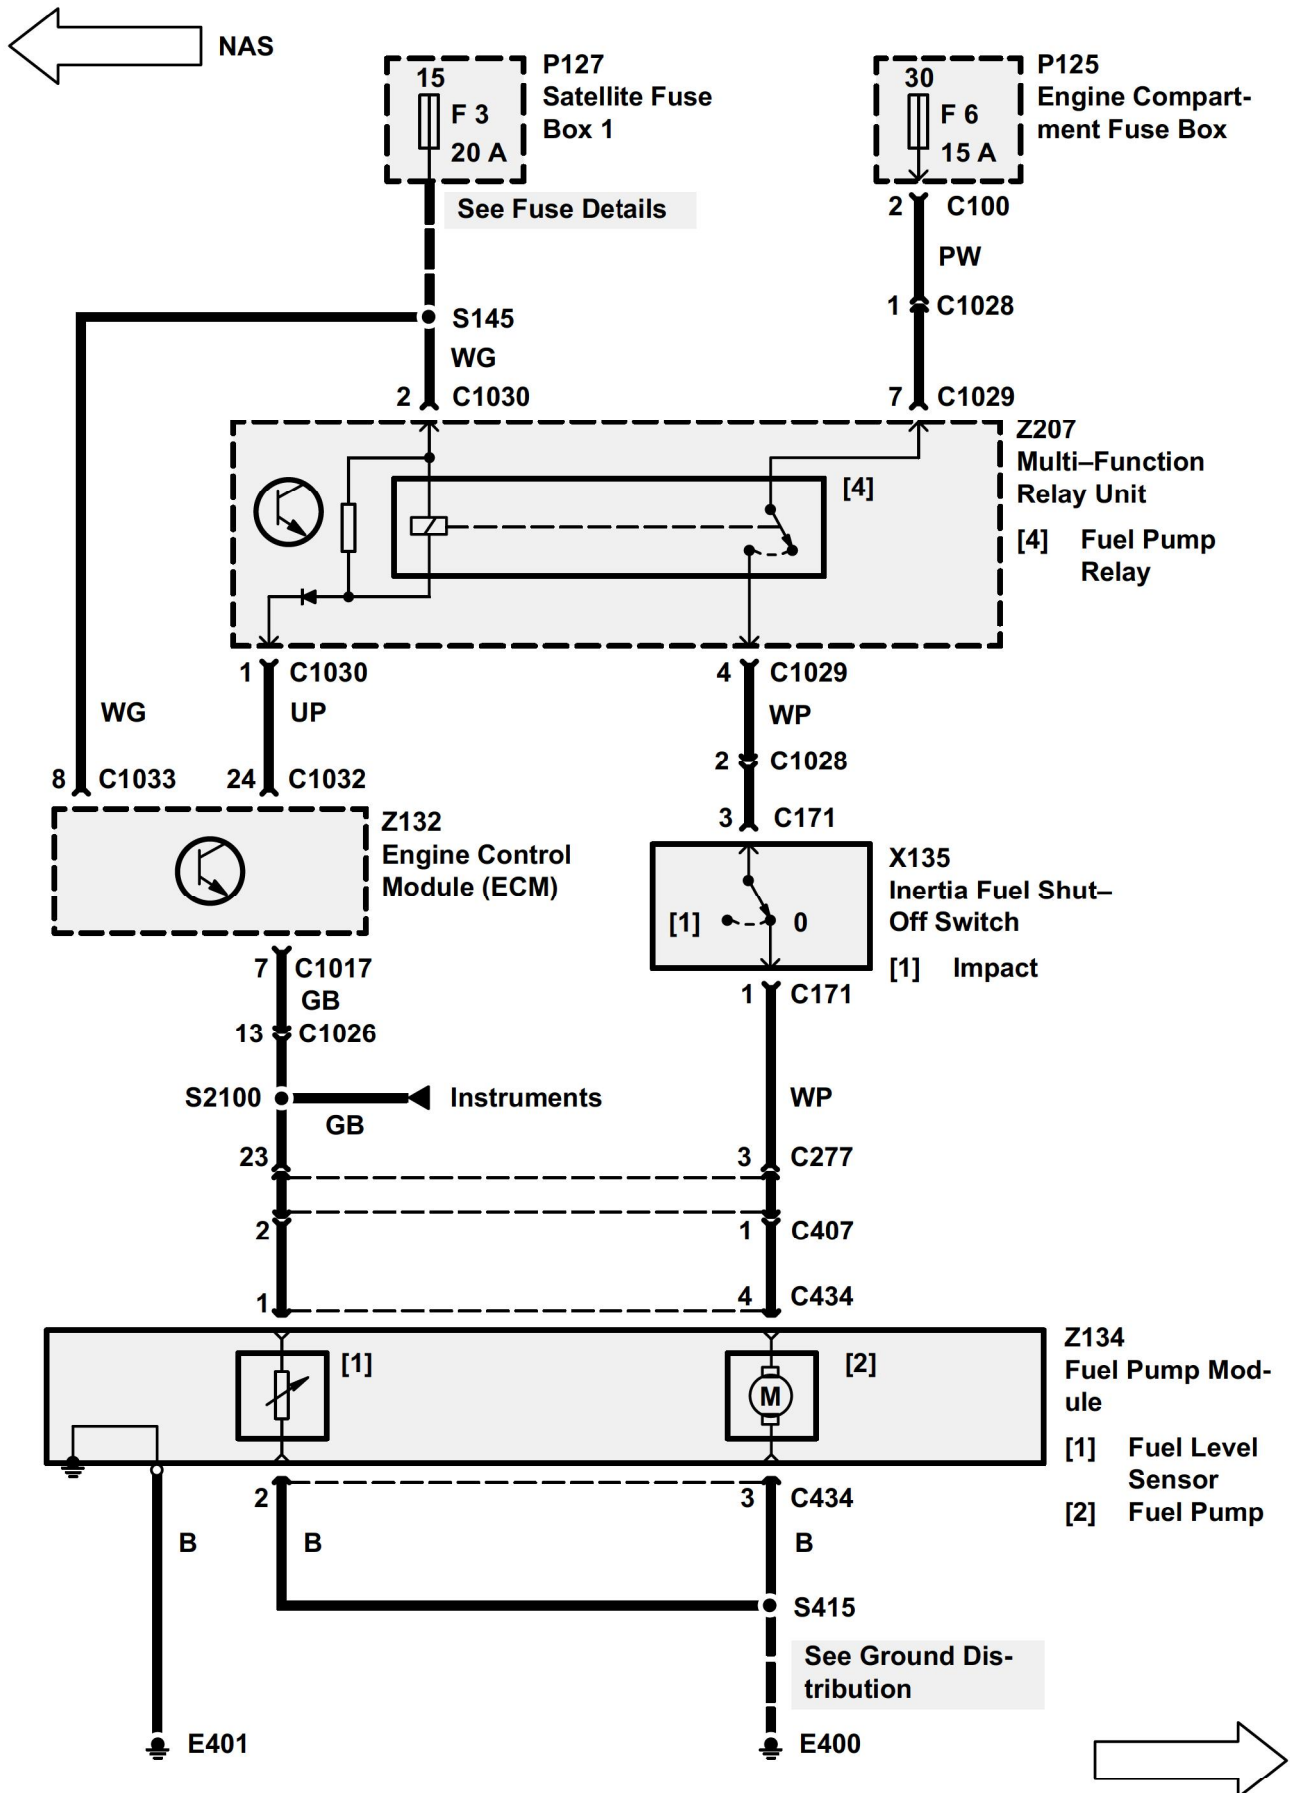 NAS
15
F 3
20 A
P127
Satellite Fuse
Box 1
30
F 6
15 A
P125
Engine Compart-
ment Fuse Box
See Fuse Details
2 C100
PW
1 C1028
S145
WG
2 C1030
7 C1029
Z207
Multi–Function
Relay Unit
[4] Fuel Pump
Relay
[4]
1 C1030
UP
WG
4 C1029
WP
2 C1028
8 C1033
24 C1032
3 C171
Z132
Engine Control
Module (ECM)
X135
Inertia Fuel Shut–
Off Switch
[1] Impact
[1] 0
7 C1017
GB
13 C1026
1 C171
S2100
GB
Instruments
WP
23
3 C277
2
1 C407
1
4 C434
[1]
[2]
M
Z134
Fuel Pump Mod-
ule
[1] Fuel Level
Sensor
[2] Fuel Pump
2
3 C434
B
B
B
S415
See Ground Dis-
tribution
E401
E400